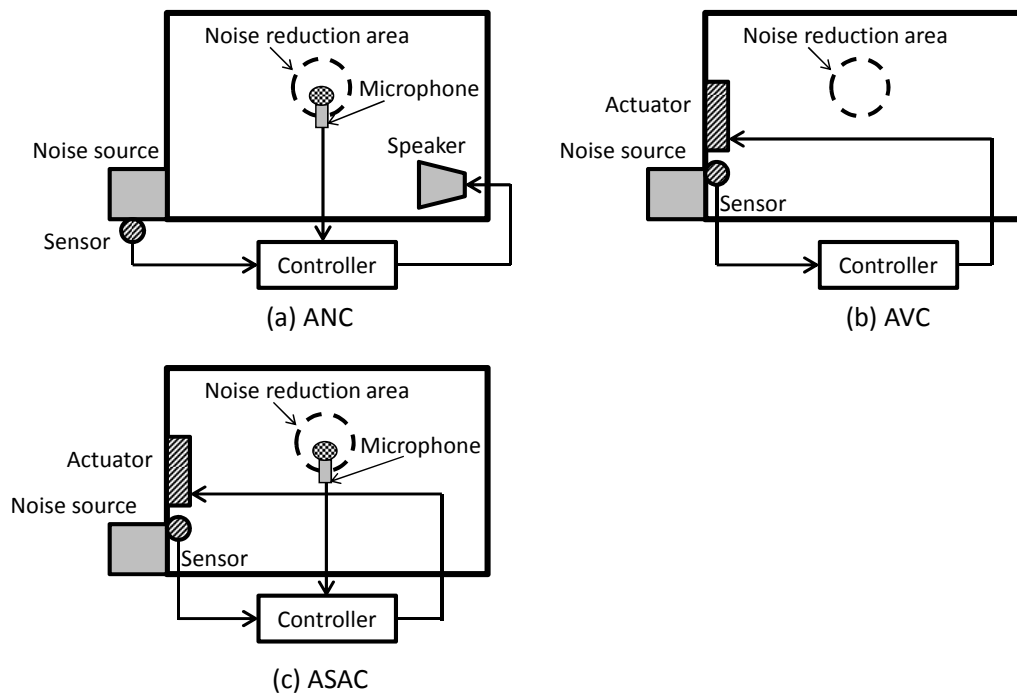 Noise reduction area
Microphone
Speaker
Noise source
Sensor
Controller
(a) ANC
Noise reduction area
Actuator
Noise source
Sensor
Controller
(b) AVC
Noise reduction area
Microphone
Actuator
Noise source
Sensor
Controller
(c) ASAC